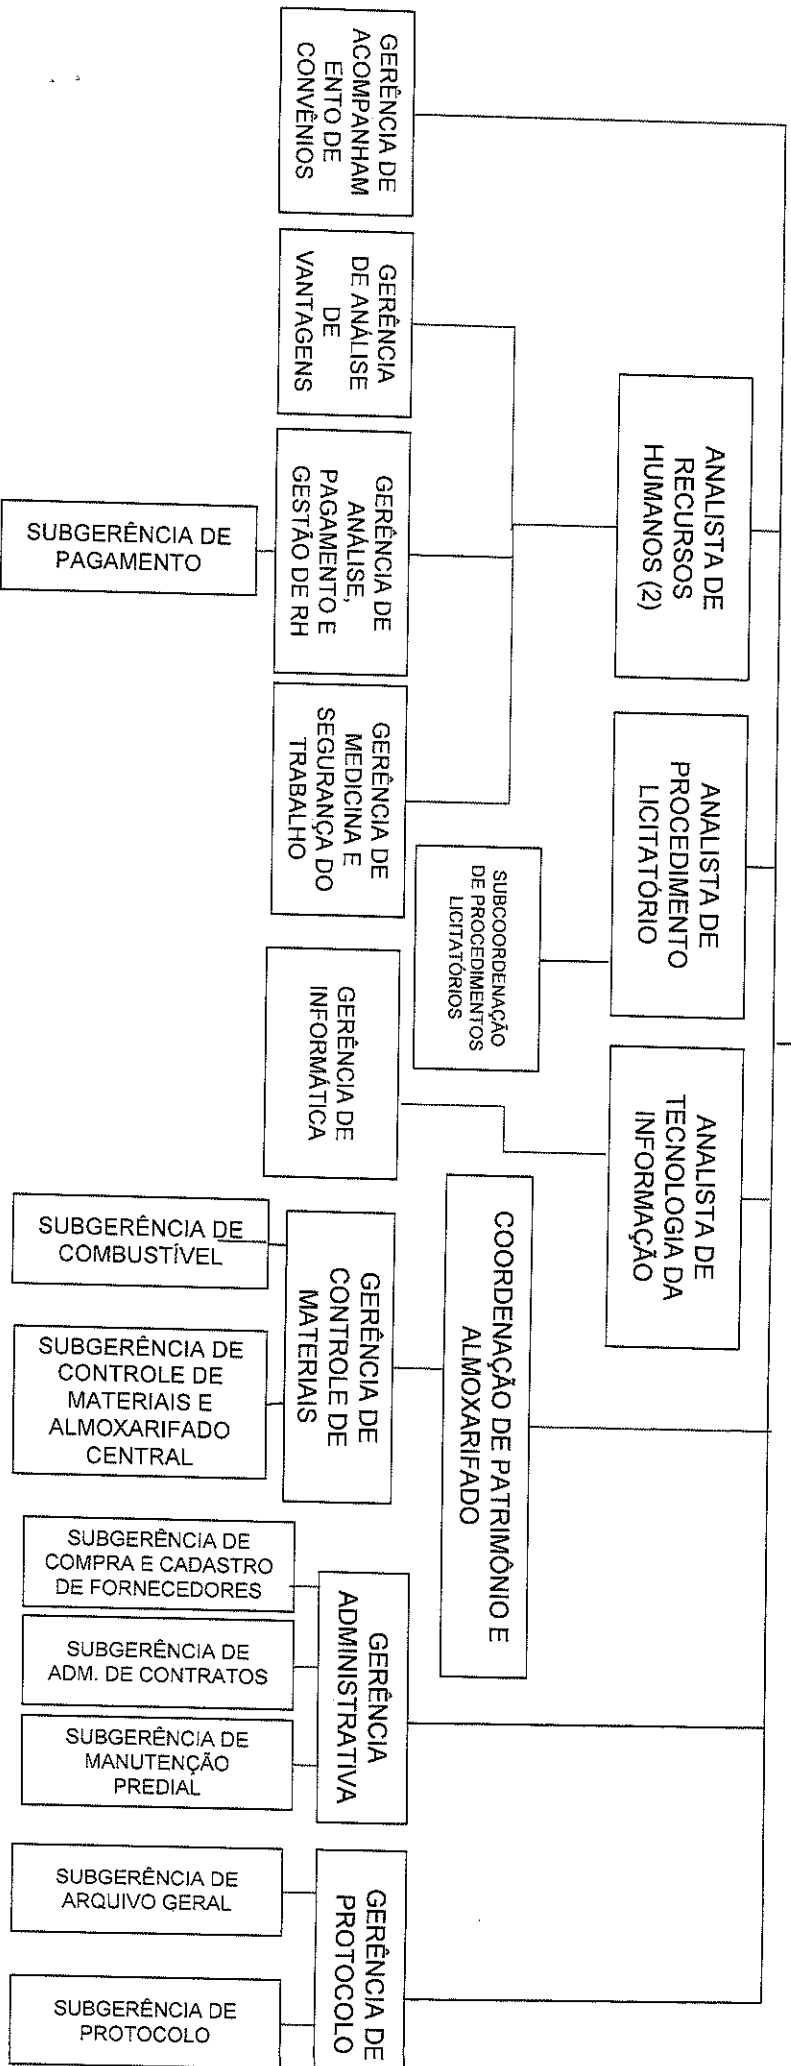 GERÊNCIA DE
ACOMPANHAM
ENTO DE
CONVÊNIOS
GERÊNCIA
DE ANÁLISE
DE
VANTAGENS
GERÊNCIA DE
ANÁLISE,
PAGAMENTO E
GESTÃO DE RH
SUBGERÊNCIA DE
PAGAMENTO
GERÊNCIA DE
MEDICINA E
SEGURANÇA DO
TRABALHO
ANALISTA DE
RECURSOS
HUMANOS (2)
ANALISTA DE
PROCEDIMENTO
LICITATÓRIO
SUBCOORDENAÇÃO
DE PROCEDIMENTOS
LICITATÓRIOS
ANALISTA DE
TECNOLOGIA DA
INFORMAÇÃO
GERÊNCIA DE
INFORMÁTICA
COORDENAÇÃO DE PATRIMÔNIO E
ALMOXARIFADO
GERÊNCIA DE
CONTROLE DE
MATERIAIS
SUBGERÊNCIA DE
COMBUSTÍVEL
SUBGERÊNCIA DE
CONTROLE DE
MATERIAIS E
ALMOXARIFADO
CENTRAL
GERÊNCIA
ADMINISTRATIVA
SUBGERÊNCIA DE
COMPRA E CADASTRO
DE FORNECEDORES
SUBGERÊNCIA DE
ADM. DE CONTRATOS
SUBGERÊNCIA DE
MANUTENÇÃO
PREDIAL
GERÊNCIA DE
PROTOCOLO
SUBGERÊNCIA DE
ARQUIVO GERAL
SUBGERÊNCIA DE
PROTOCOLO